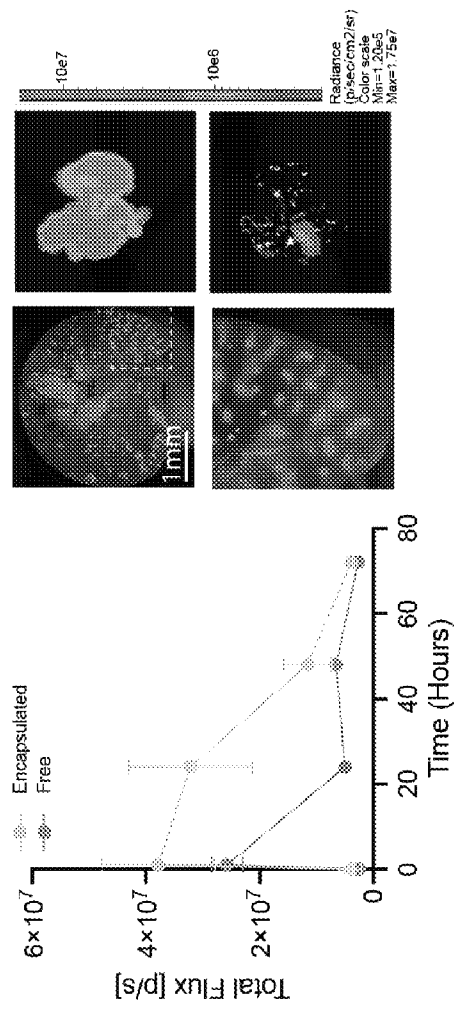 Total Flux [p/s]
6×10⁷
4×10⁷
2×10⁷
0
0
20
40
60
80
Time (Hours)
Encapsulated
Free
1mm
10e7
10e6
Radiance
(p/sec/cm2/sr)
Color scale
Min=1.20e5
Max=1.75e7